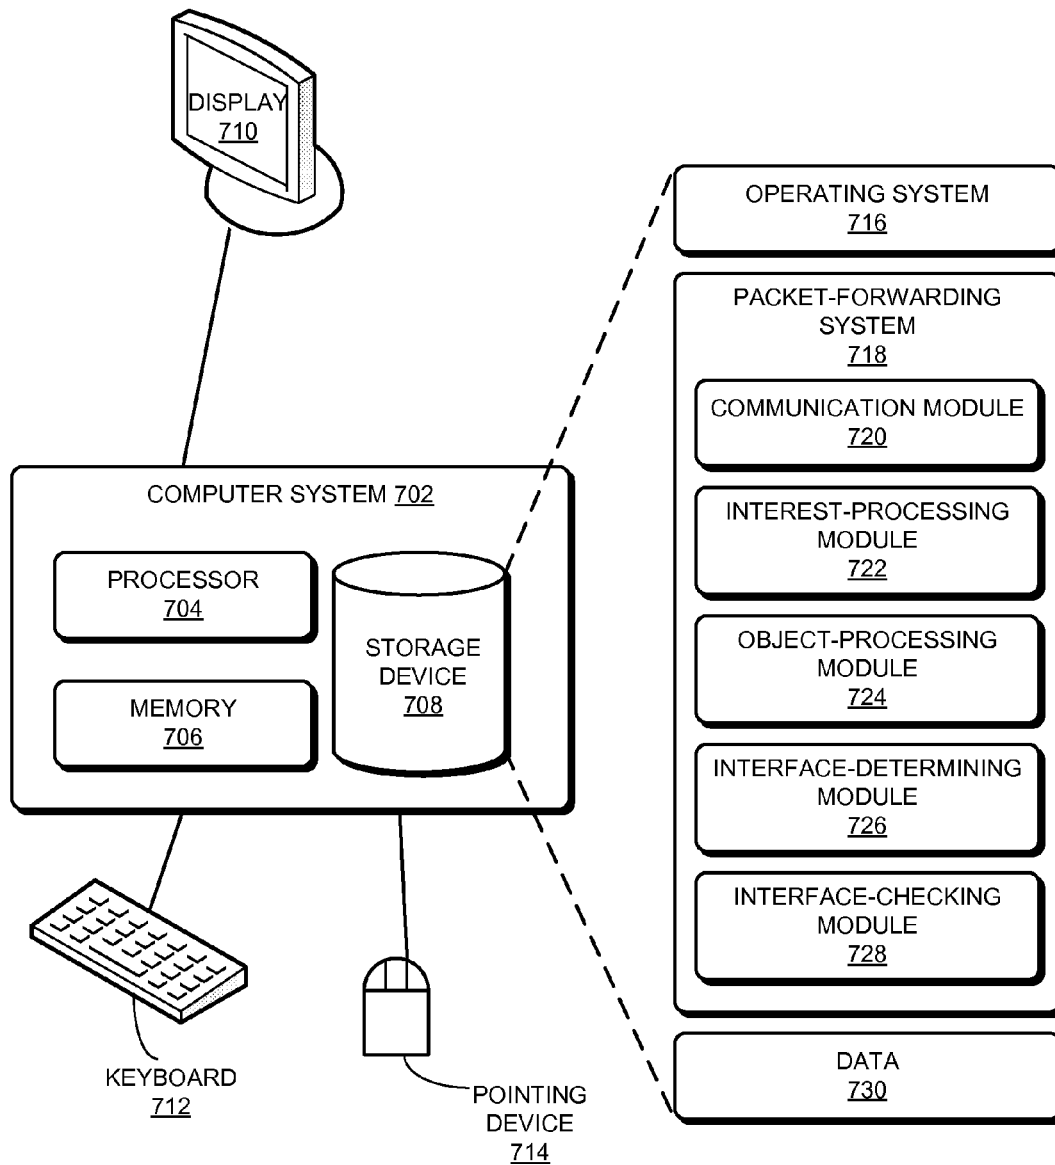 DISPLAY
710
COMPUTER SYSTEM 702
PROCESSOR
704
MEMORY
706
STORAGE
DEVICE
708
KEYBOARD
712
POINTING
DEVICE
714
OPERATING SYSTEM
716
PACKET-FORWARDING
SYSTEM
718
COMMUNICATION MODULE
720
INTEREST-PROCESSING
MODULE
722
OBJECT-PROCESSING
MODULE
724
INTERFACE-DETERMINING
MODULE
726
INTERFACE-CHECKING
MODULE
728
DATA
730